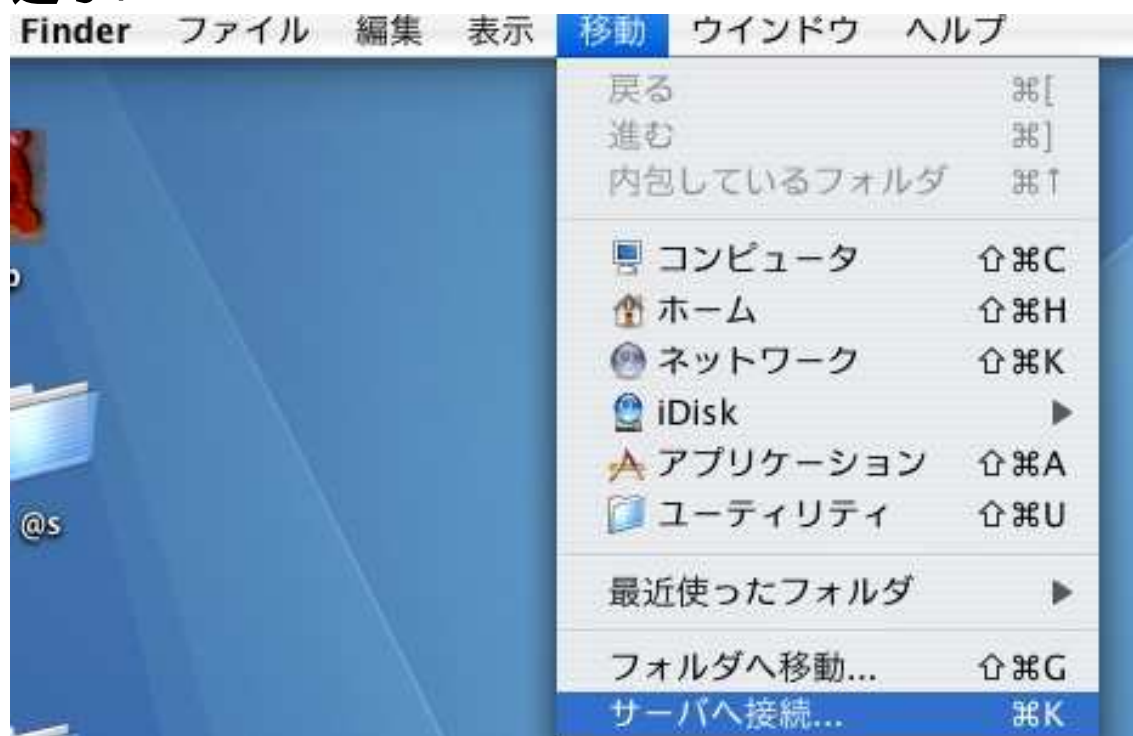 Finder ファイル 編集 表示 移動 ウインドウ ヘルプ
戻る ⌘[
進む ⌘]
内包しているフォルダ ⌘↑
コンピュータ ⇧⌘C
ホーム ⇧⌘H
ネットワーク ⇧⌘K
iDisk ▶
アプリケーション ⇧⌘A
ユーティリティ ⇧⌘U
@s
最近使ったフォルダ ▶
フォルダへ移動... ⇧⌘G
サーバへ接続... ⌘K